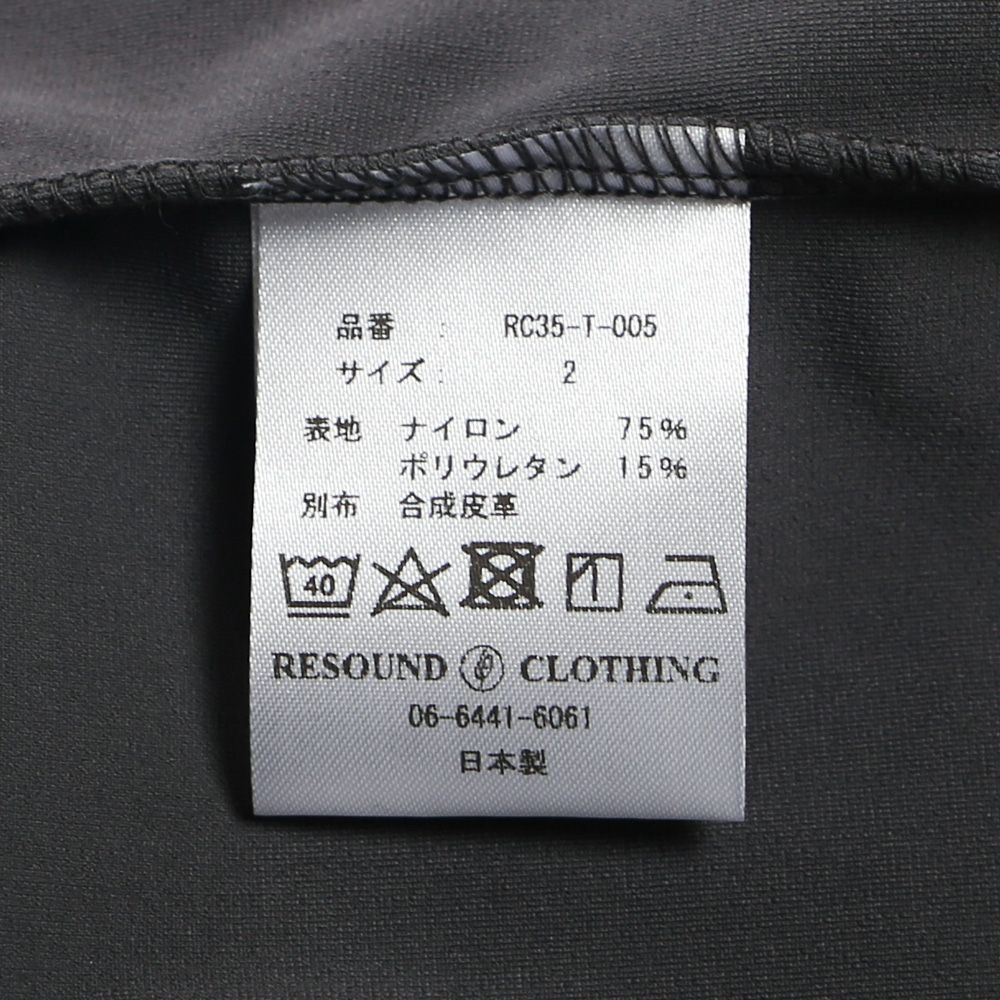 品番 : RC35-T-005
サイズ : 2
表地 ナイロン 75%
ポリウレタン 15%
別布 合成皮革
40
RESOUND CLOTHING
06-6441-6061
日本製